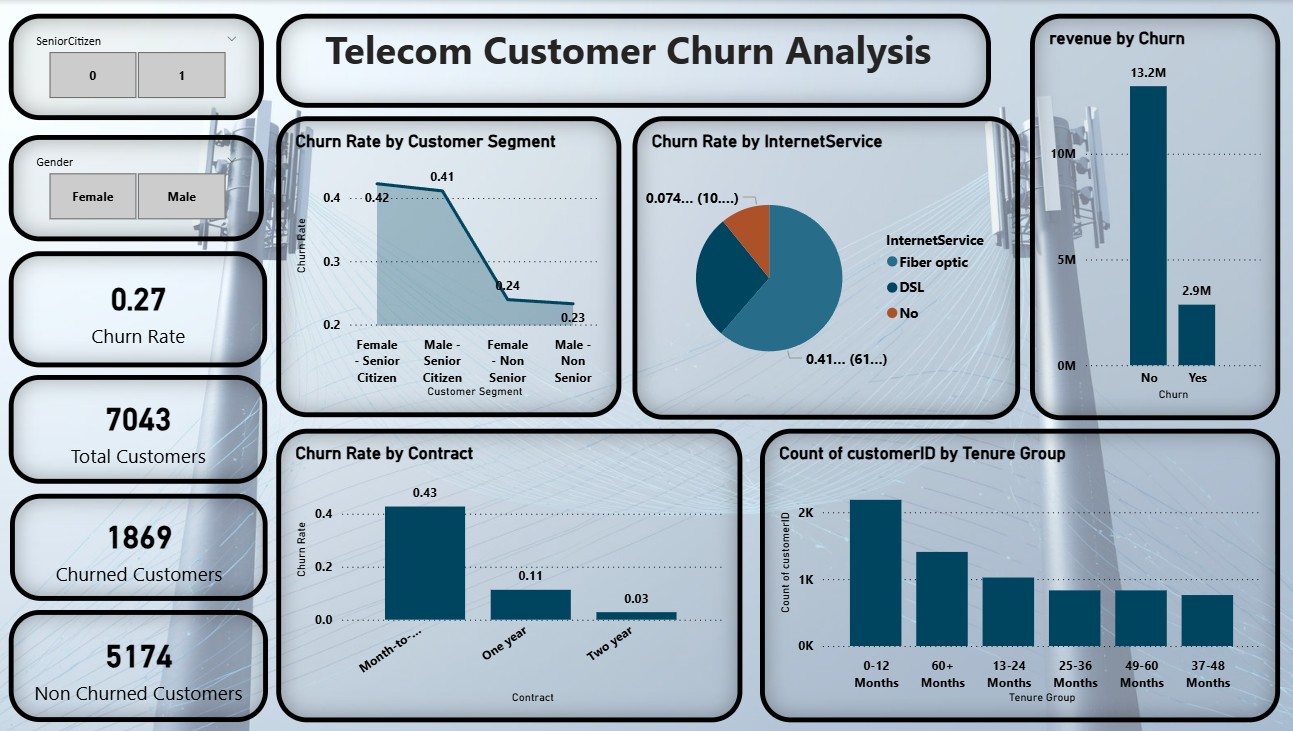 SeniorCitizen
0
1
Gender
Female
Male
0.27
Churn Rate
7043
Total Customers
1869
Churned Customers
5174
Non Churned Customers
Telecom Customer Churn Analysis
Churn Rate by Customer Segment
Churn Rate
0.4
0.3
0.2
0.42
0.41
0.24
0.23
Female
- Senior
Citizen
Male -
Senior
Citizen
Female
- Non
Senior
Male -
Non
Senior
Customer Segment
Churn Rate by InternetService
0.074... (10....)
0.41... (61...)
InternetService
Fiber optic
DSL
No
revenue by Churn
10M
5M
0M
13.2M
2.9M
No
Yes
Churn
Churn Rate by Contract
Churn Rate
0.4
0.2
0.0
0.43
0.11
0.03
Month-to-...
One year
Two year
Contract
Count of customerID by Tenure Group
Count of customerID
2K
1K
0K
0-12
Months
60+
Months
13-24
Months
25-36
Months
49-60
Months
37-48
Months
Tenure Group